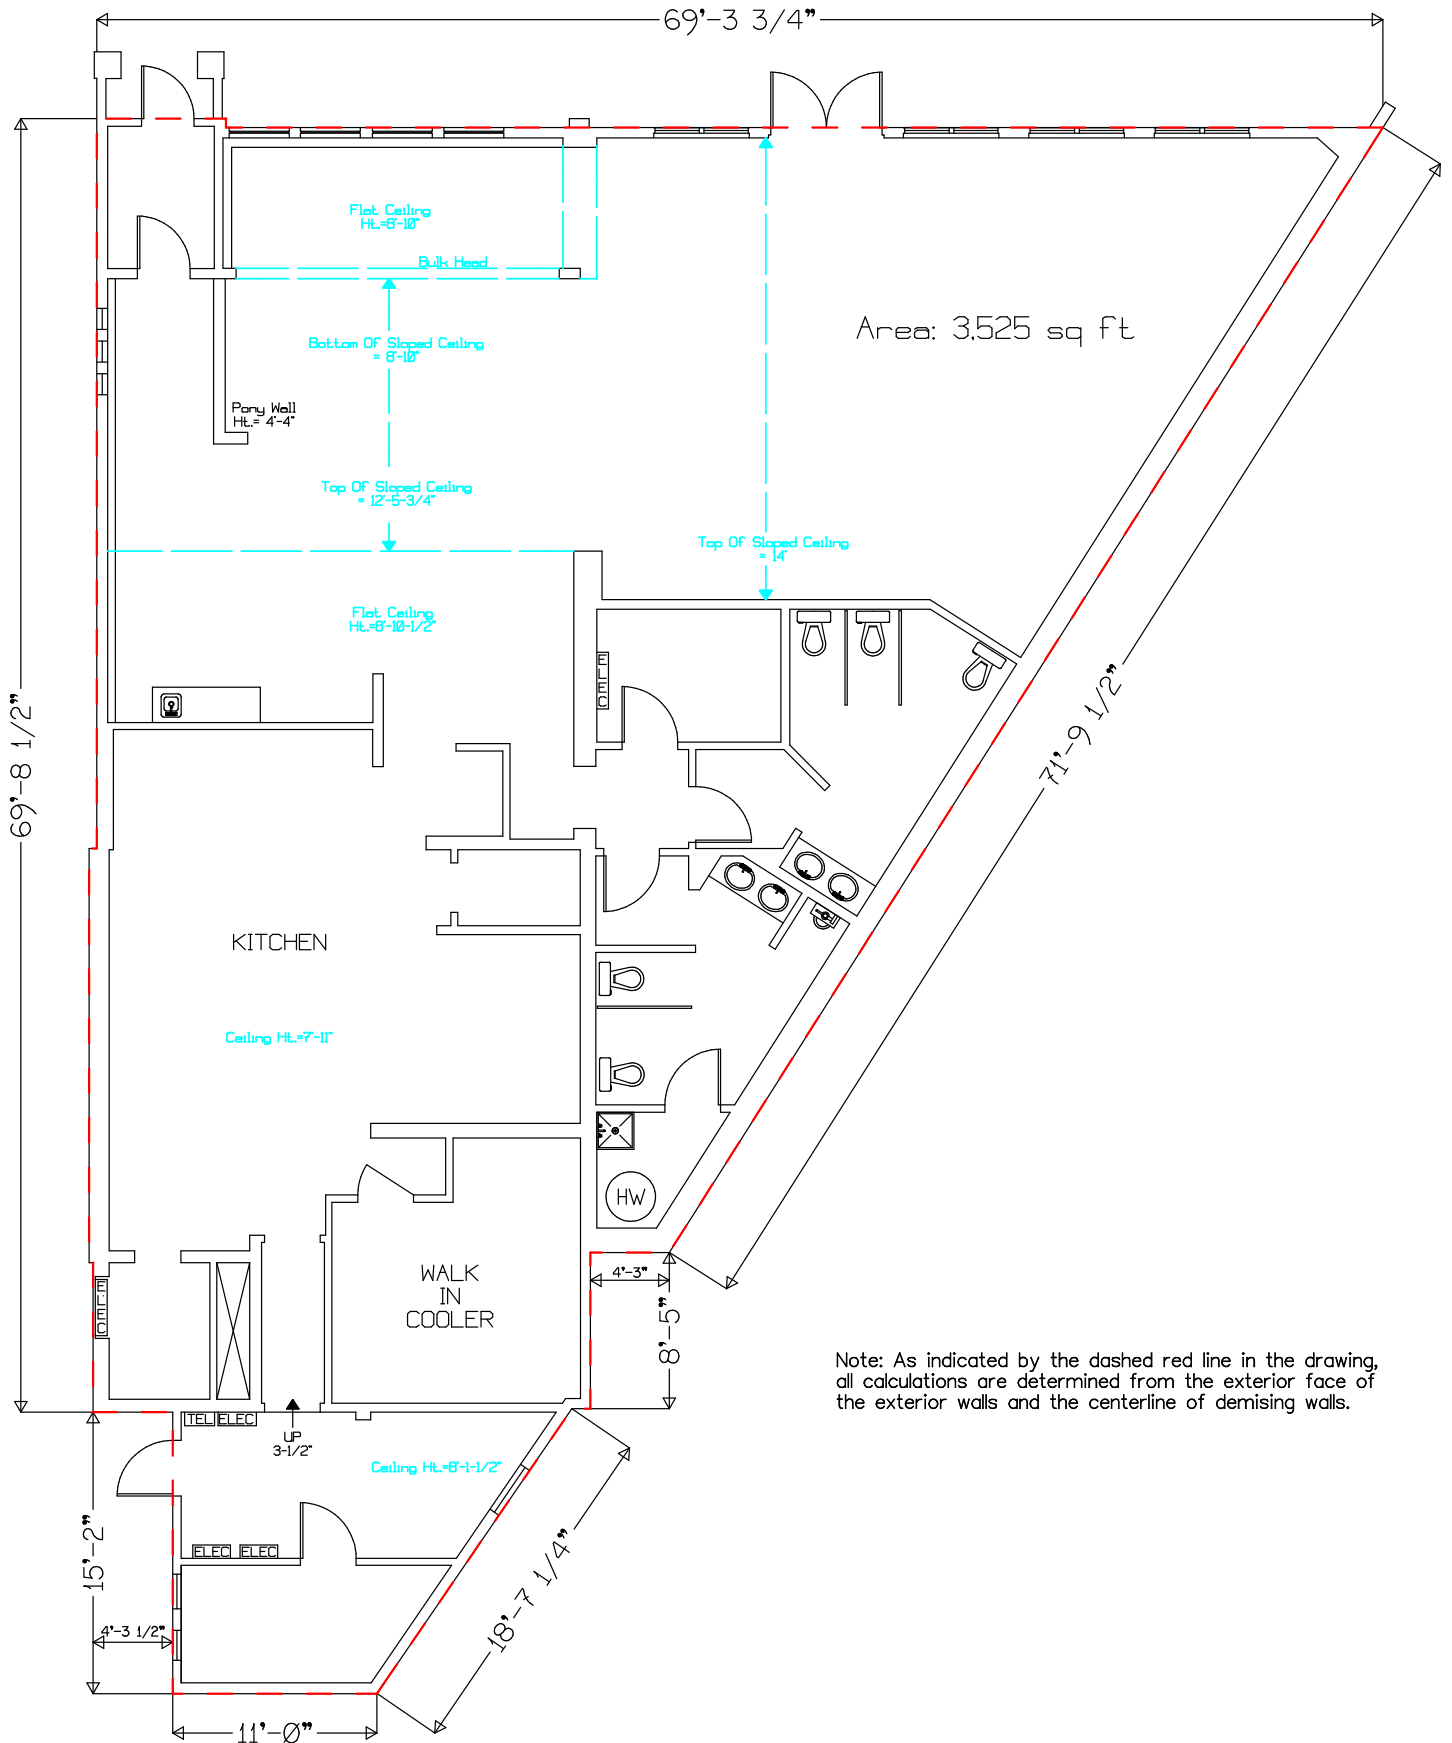 69'-3 3/4"
Flat Ceiling
Ht.=8'-10"
Bulk Head
Area: 3,525 sq ft
Bottom Of Sloped Ceiling
= 8'-10"
Pony Wall
Ht.= 4'-4"
Top Of Sloped Ceiling
= 12'-5-3/4"
Top Of Sloped Ceiling
= 14'
Flat Ceiling
Ht.=8'-10-1/2"
ELEC
69'-8 1/2"
71'-9 1/2"
KITCHEN
Ceiling Ht.=7'-11"
HW
WALK
IN
COOLER
4'-3"
ELEC
8'-5"
Note: As indicated by the dashed red line in the drawing,
all calculations are determined from the exterior face of
the exterior walls and the centerline of demising walls.
TEL ELEC
UP
3-1/2"
Ceiling Ht.=8'-1-1/2"
15'-2"
ELEC ELEC
18'-7 1/4"
4'-3 1/2"
11'-0"